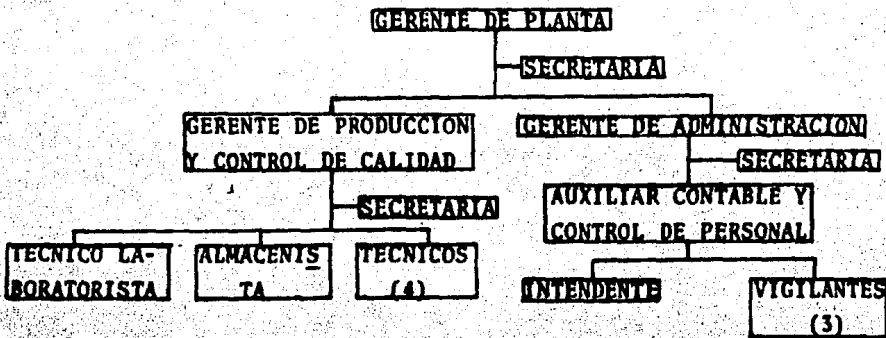 GERENTE DE PLANTA
SECRETARIA
GERENTE DE PRODUCCION
Y CONTROL DE CALIDAD
GERENTE DE ADMINISTRACION
SECRETARIA
SECRETARIA
AUXILIAR CONTABLE Y
CONTROL DE PERSONAL
TECNICO LA-
BORATORISTA
ALMACENIS
TA
TECNICOS
(4)
INTENDENTE
VIGILANTES
(3)